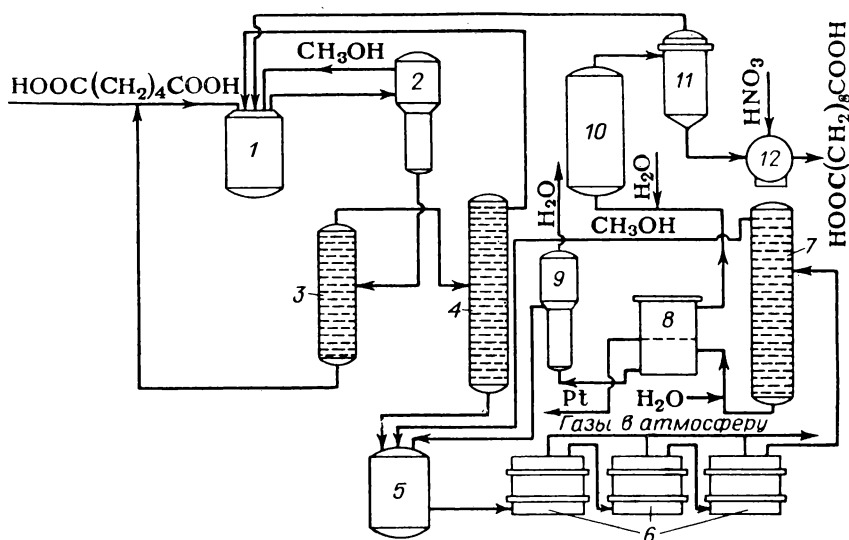 HOOC(CH₂)₄COOH
CH₃OH
2
1
11
10
HNO₃
12
HOOC(CH₂)₈COOH
H₂O
H₂O
CH₃OH
3
4
9
8
7
Pt
H₂O
Газы в атмосферу
5
6